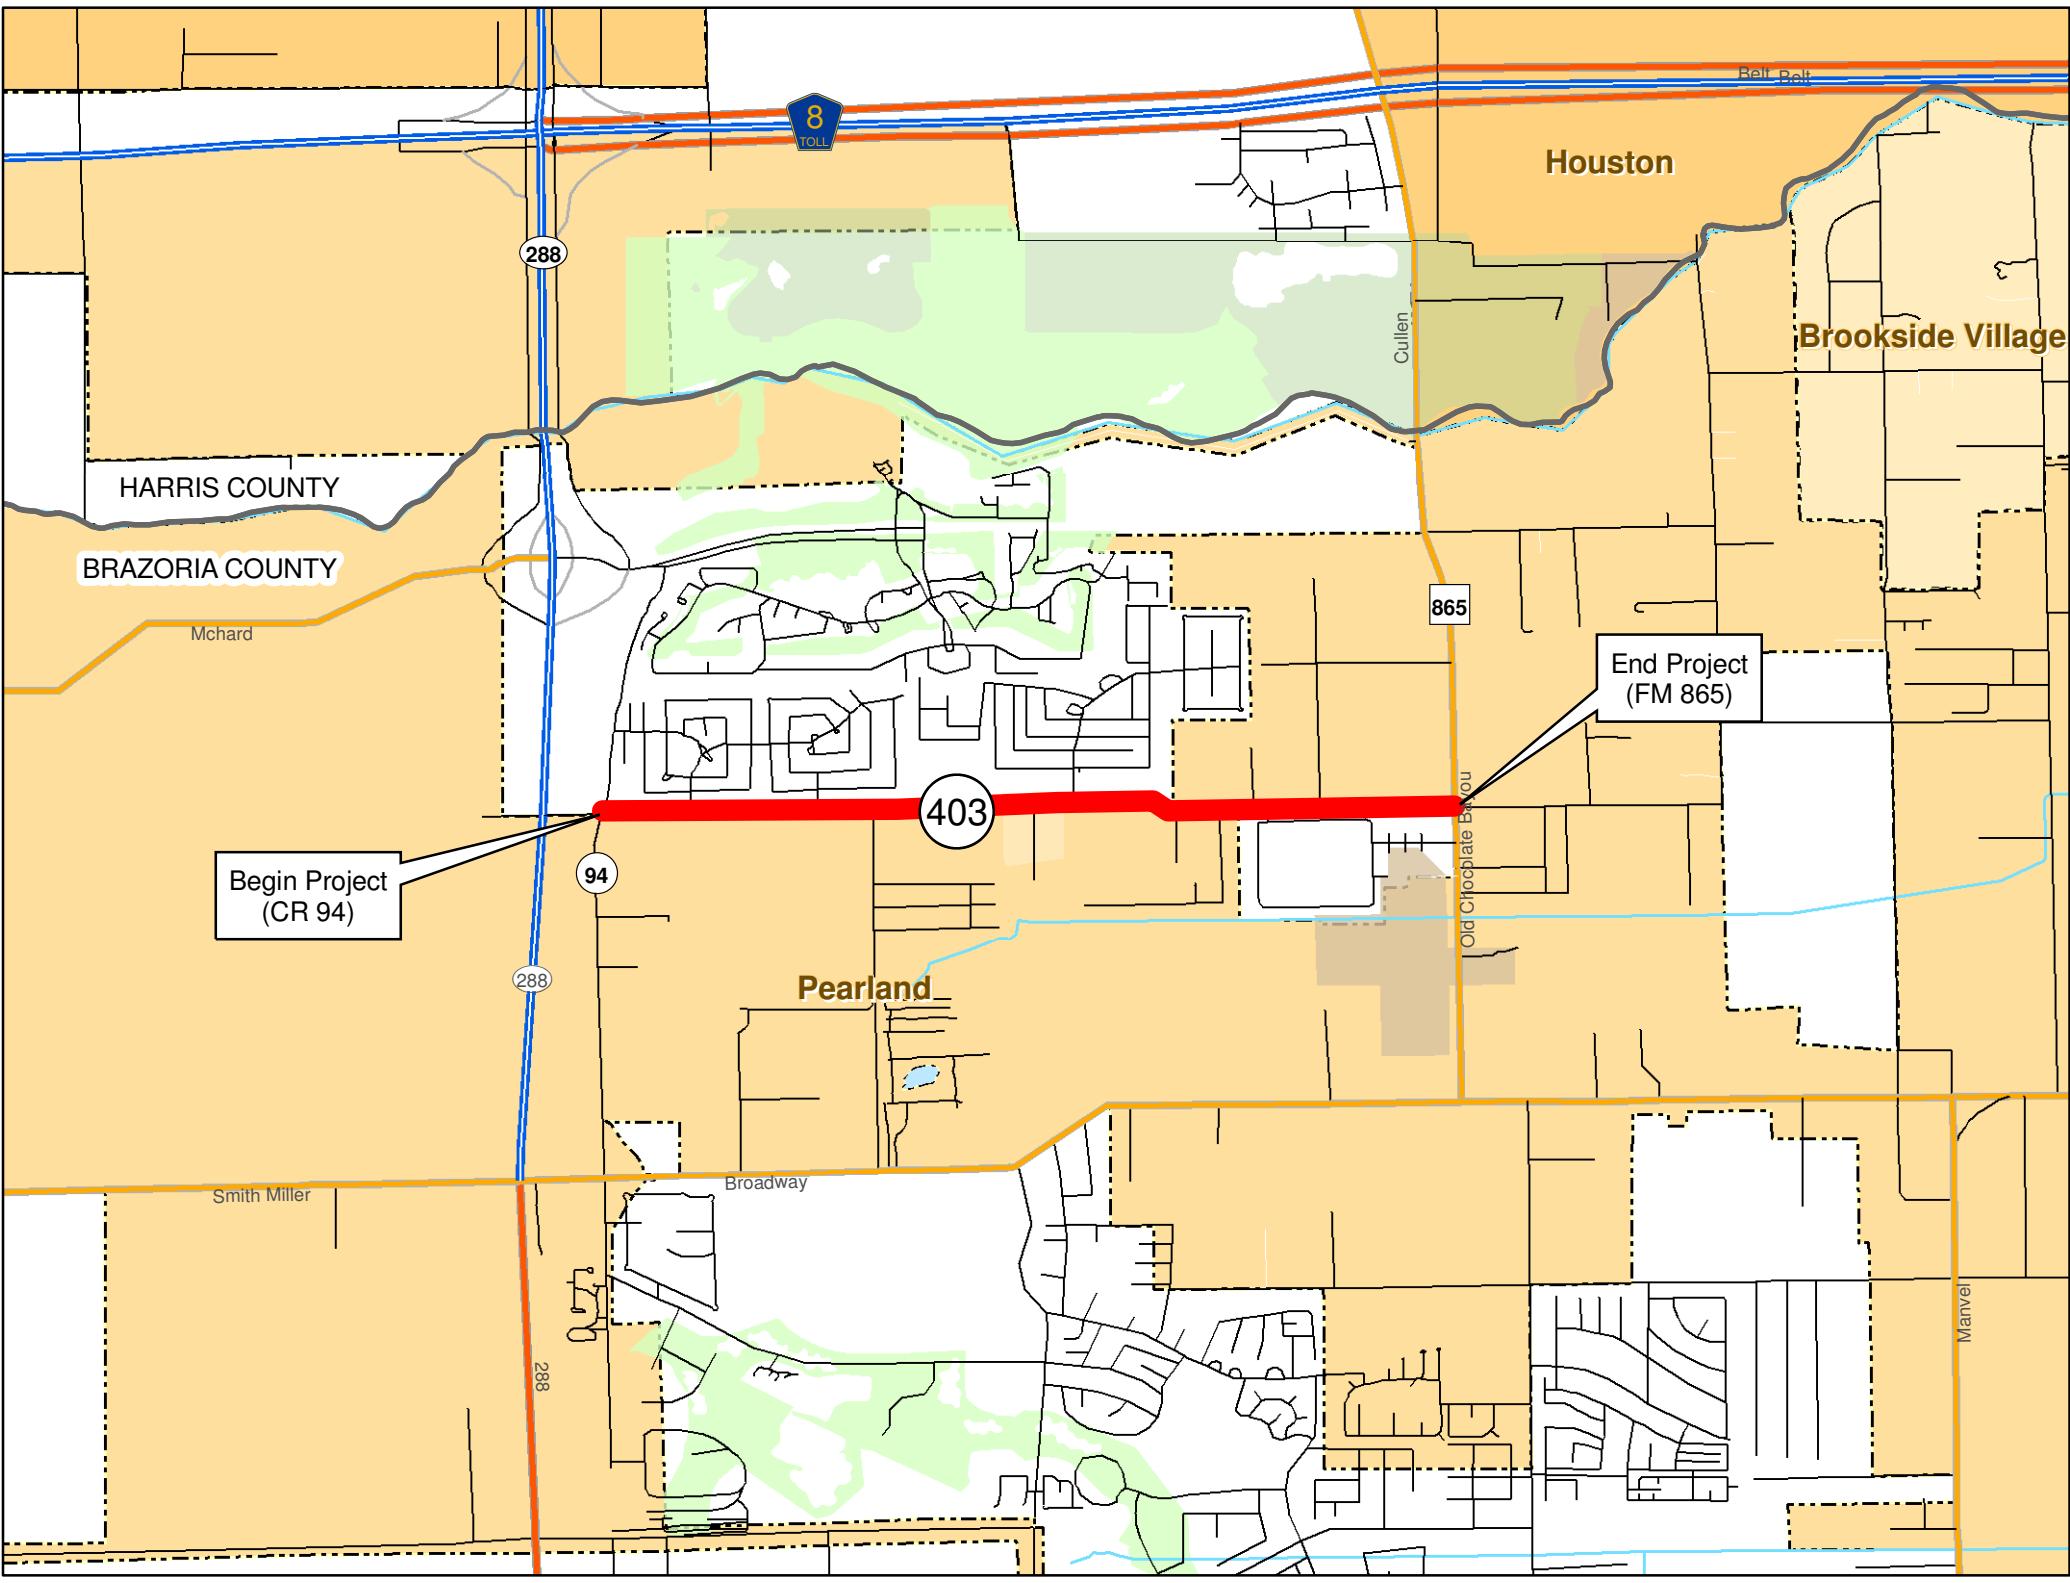 Belt Belt
8
TOLL
Houston
288
Cullen
Brookside Village
HARRIS COUNTY
BRAZORIA COUNTY
865
Mchard
End Project
(FM 865)
403
Begin Project
(CR 94)
94
Old Chocolate Bayou
288
Pearland
Smith Miller
Broadway
288
Manvel